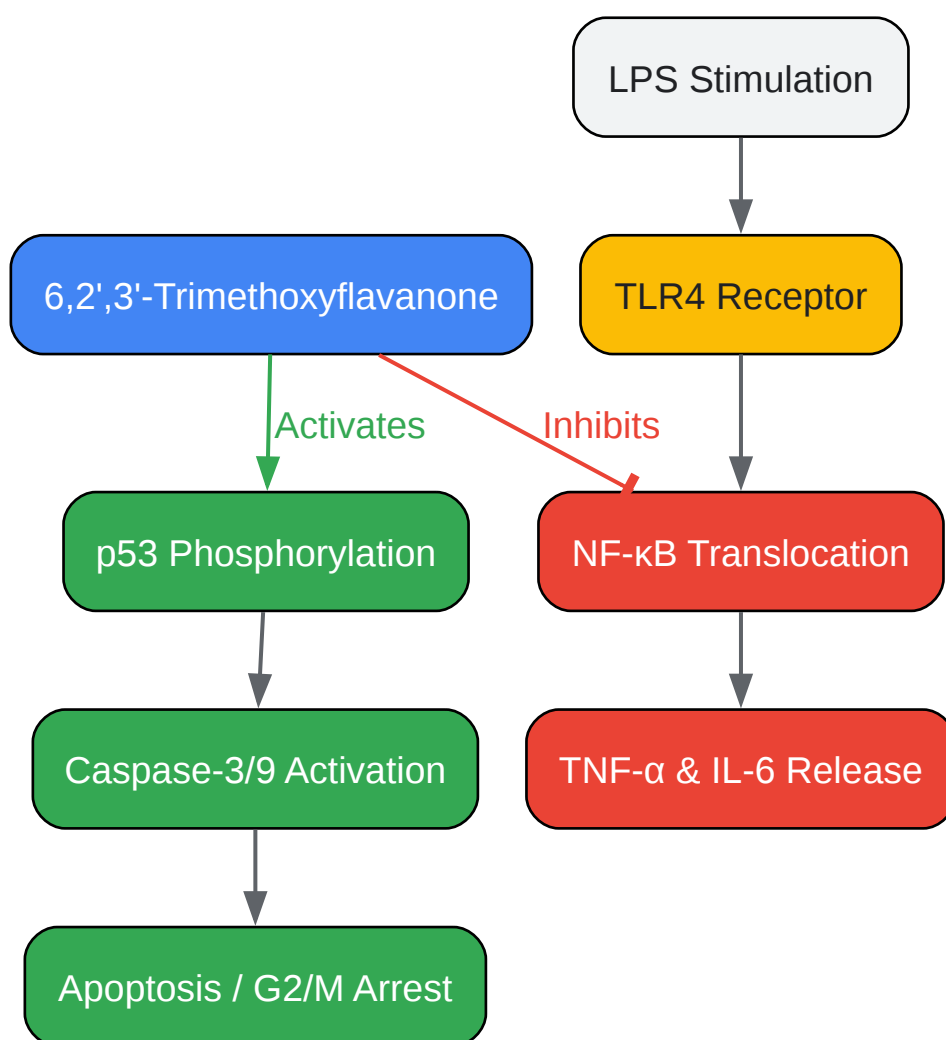 LPS Stimulation
6,2',3'-Trimethoxyflavanone
TLR4 Receptor
Activates
Inhibits
p53 Phosphorylation
NF-κB Translocation
Caspase-3/9 Activation
TNF-α & IL-6 Release
Apoptosis / G2/M Arrest